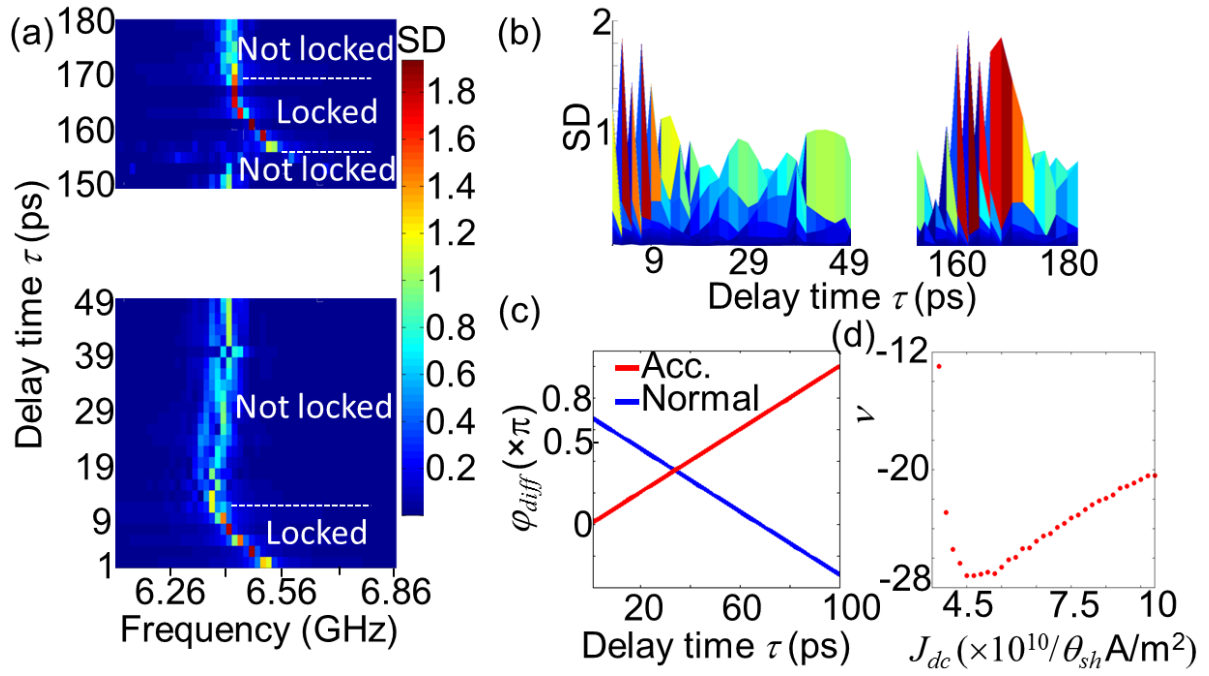 (a)
180
170
160
150
Not locked
Locked
Not locked
49
39
29
19
9
1
Not locked
Locked
6.26 6.56 6.86
Frequency (GHz)
Delay time τ (ps)
SD
1.8
1.6
1.4
1.2
1
0.8
0.6
0.4
0.2
(b)
2
1
SD
9 29 49 160 180
Delay time τ (ps)
(c)
Acc.
Normal
0.8
0.5
0
φdiff (×π)
20 60 100
Delay time τ (ps)
(d)
-12
-20
-28
ν
4.5 7.5 10
Jdc (×10¹⁰/θsh A/m²)